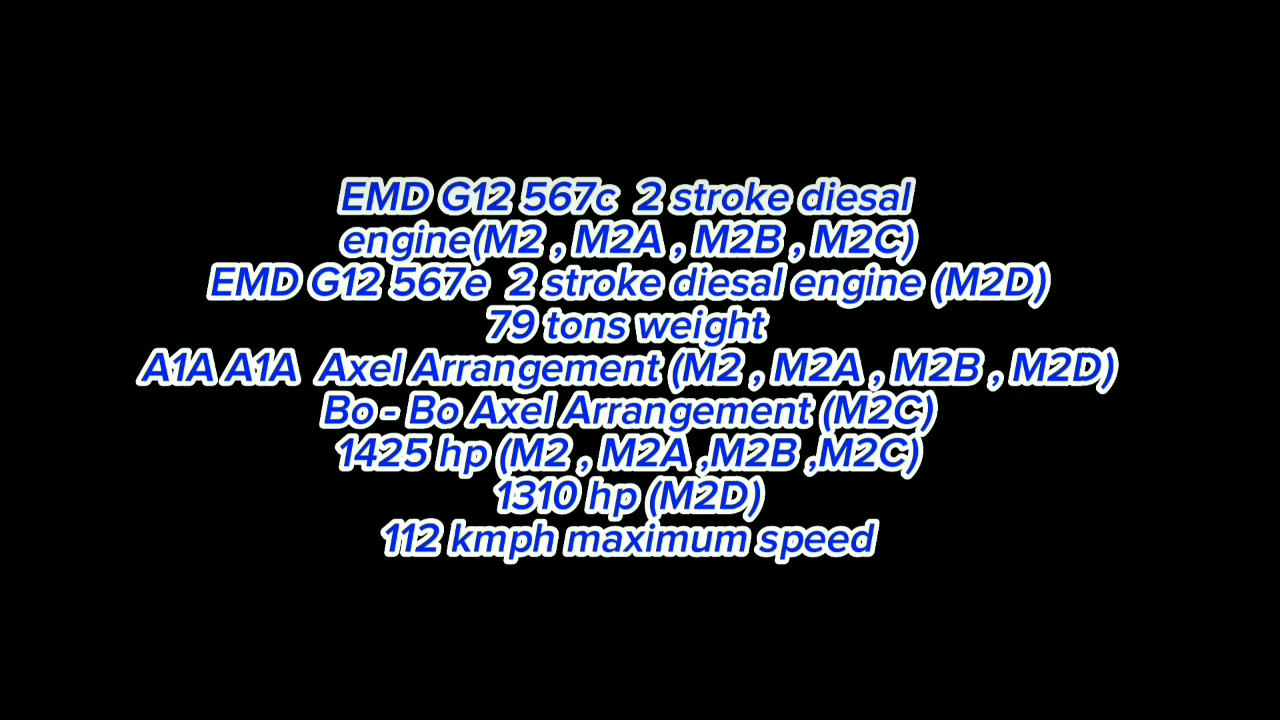 EMD G12 567c 2 stroke diesal
engine(M2 , M2A , M2B , M2C)
EMD G12 567e 2 stroke diesal engine (M2D)
79 tons weight
A1A A1A Axel Arrangement (M2 , M2A , M2B , M2D)
Bo - Bo Axel Arrangement (M2C)
1425 hp (M2 , M2A ,M2B ,M2C)
1310 hp (M2D)
112 kmph maximum speed